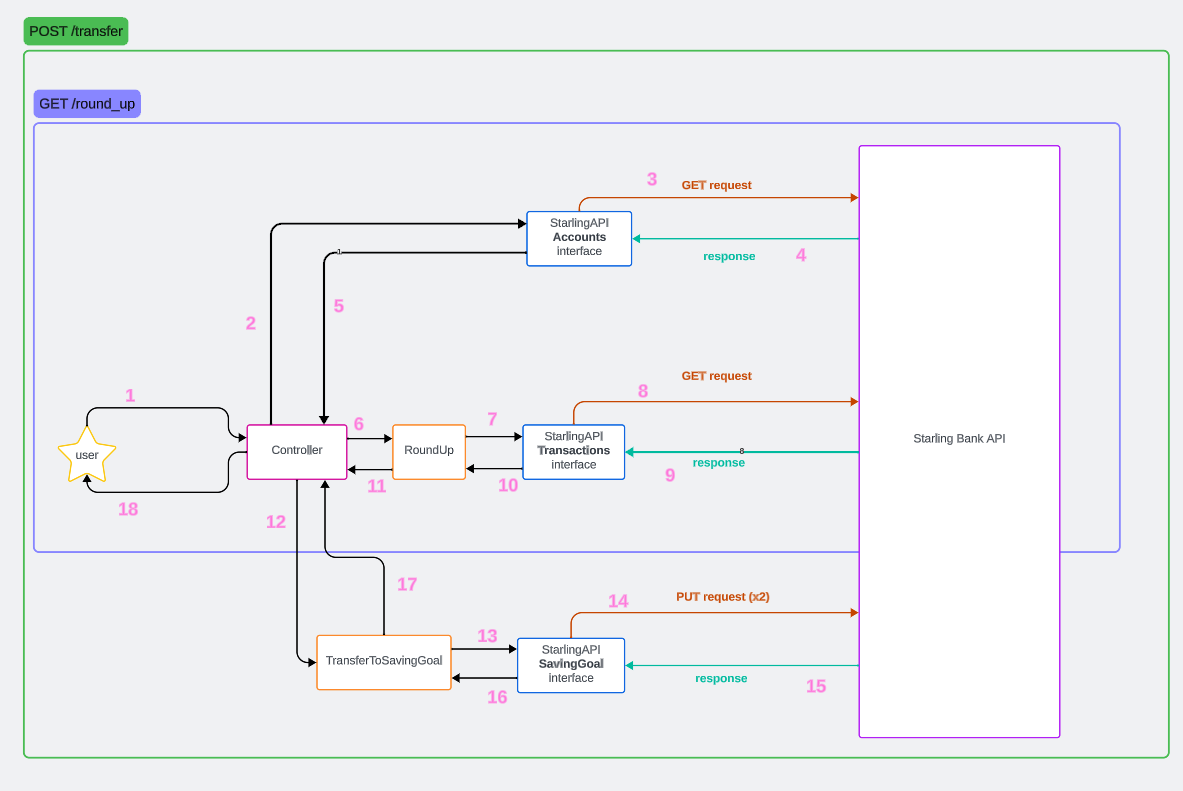 POST /transfer
GET /round_up
3
GET request
StarlingAPI
Accounts
interface
response
4
1
5
2
GET request
8
1
6
7
user
Controller
RoundUp
StarlingAPI
Transactions
interface
8
response
9
Starling Bank API
11
10
18
12
17
14
PUT request (x2)
13
TransferToSavingGoal
StarlingAPI
SavingGoal
interface
response
15
16